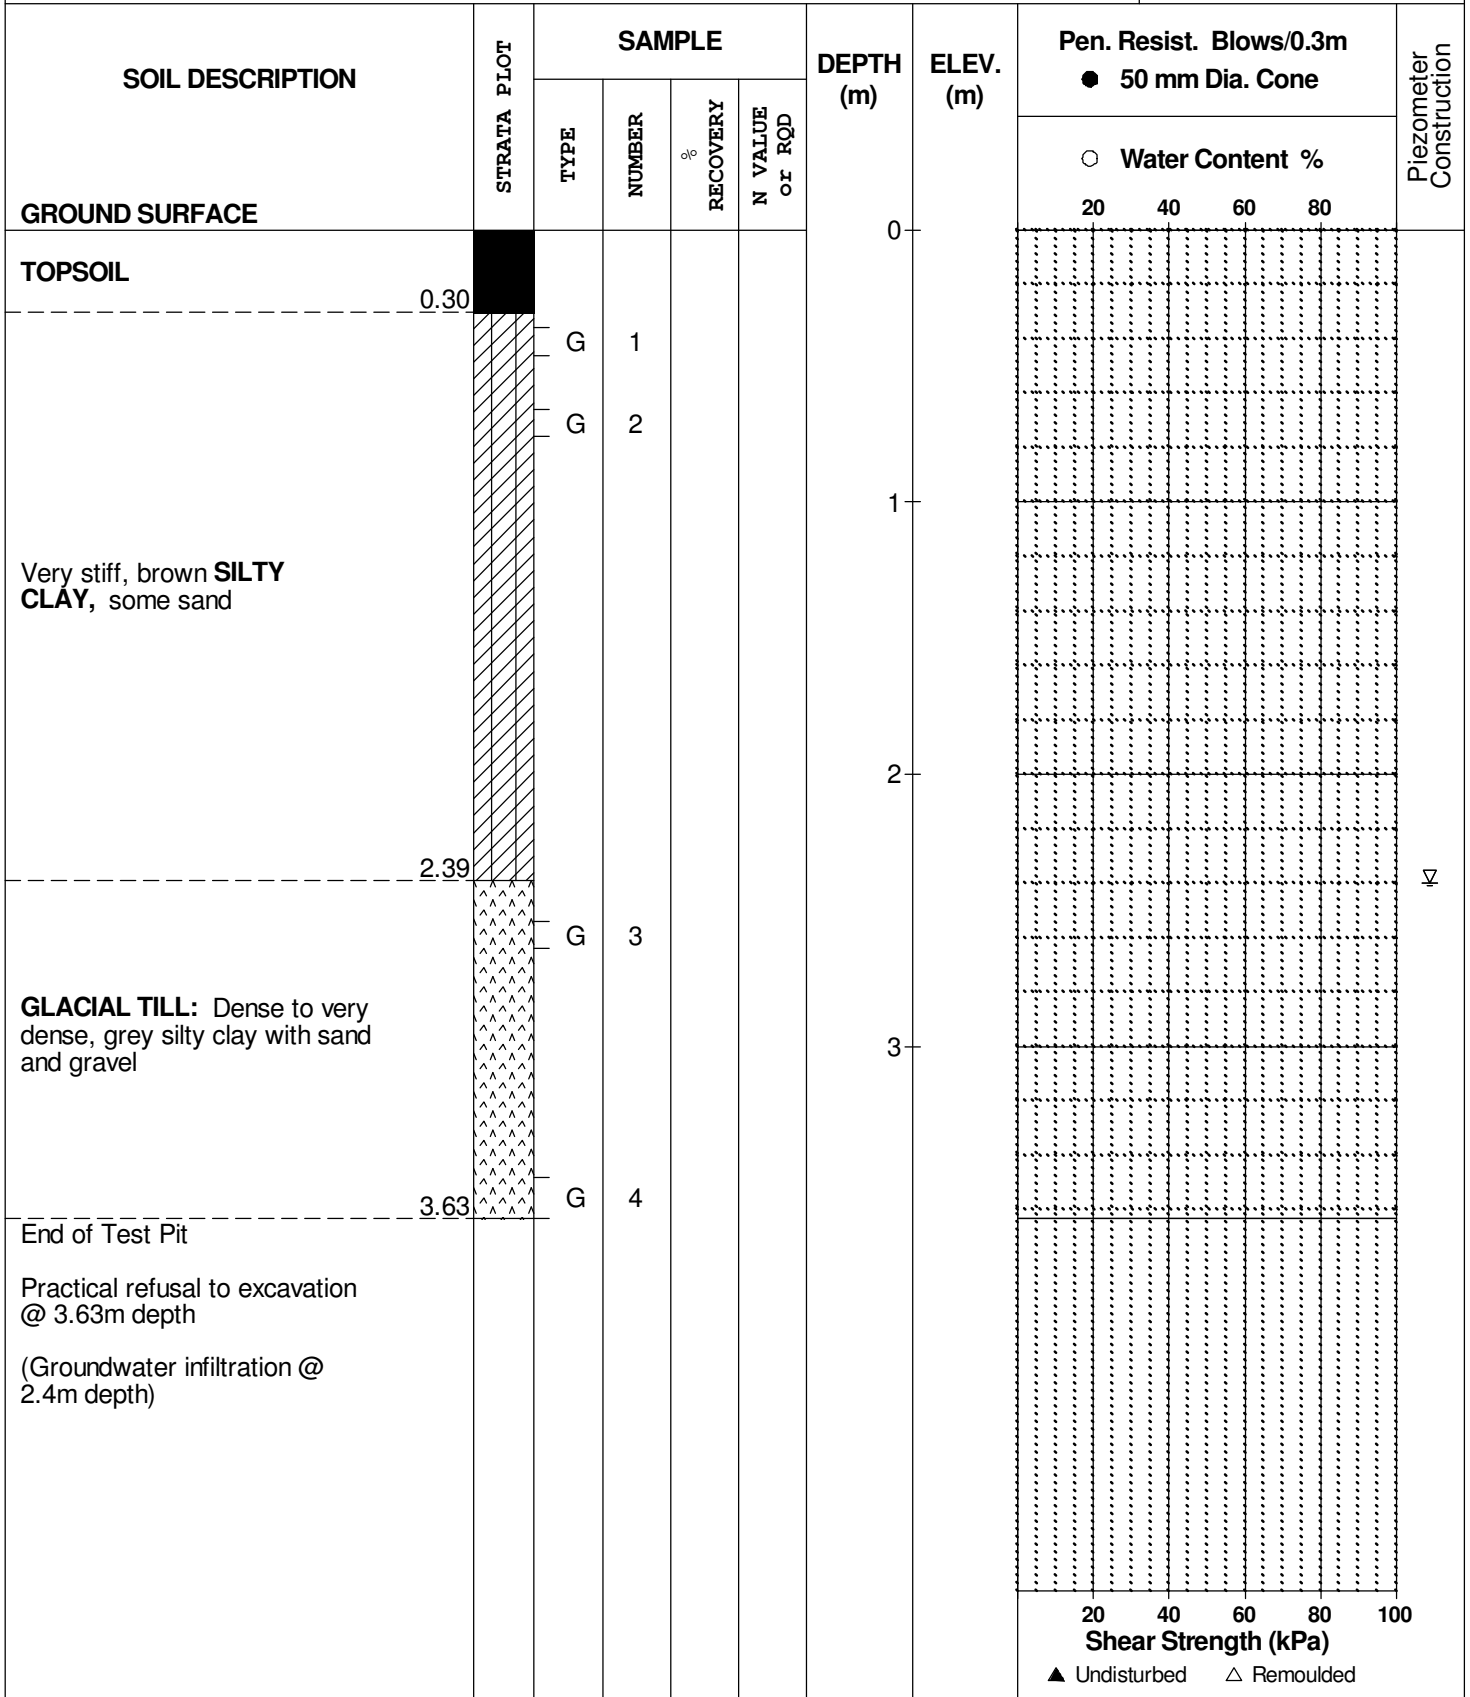 SOIL DESCRIPTION
GROUND SURFACE
STRATA PLOT
SAMPLE
TYPE
NUMBER
%
RECOVERY
N VALUE
or RQD
DEPTH
(m)
ELEV.
(m)
Pen. Resist. Blows/0.3m
● 50 mm Dia. Cone
○ Water Content %
20 40 60 80
Piezometer
Construction
0
TOPSOIL
0.30
G 1
G 2
1
Very stiff, brown SILTY
CLAY, some sand
2
2.39
G 3
GLACIAL TILL: Dense to very
dense, grey silty clay with sand
and gravel
3
G 4
3.63
End of Test Pit
Practical refusal to excavation
@ 3.63m depth
(Groundwater infiltration @
2.4m depth)
20 40 60 80 100
Shear Strength (kPa)
▲ Undisturbed △ Remoulded